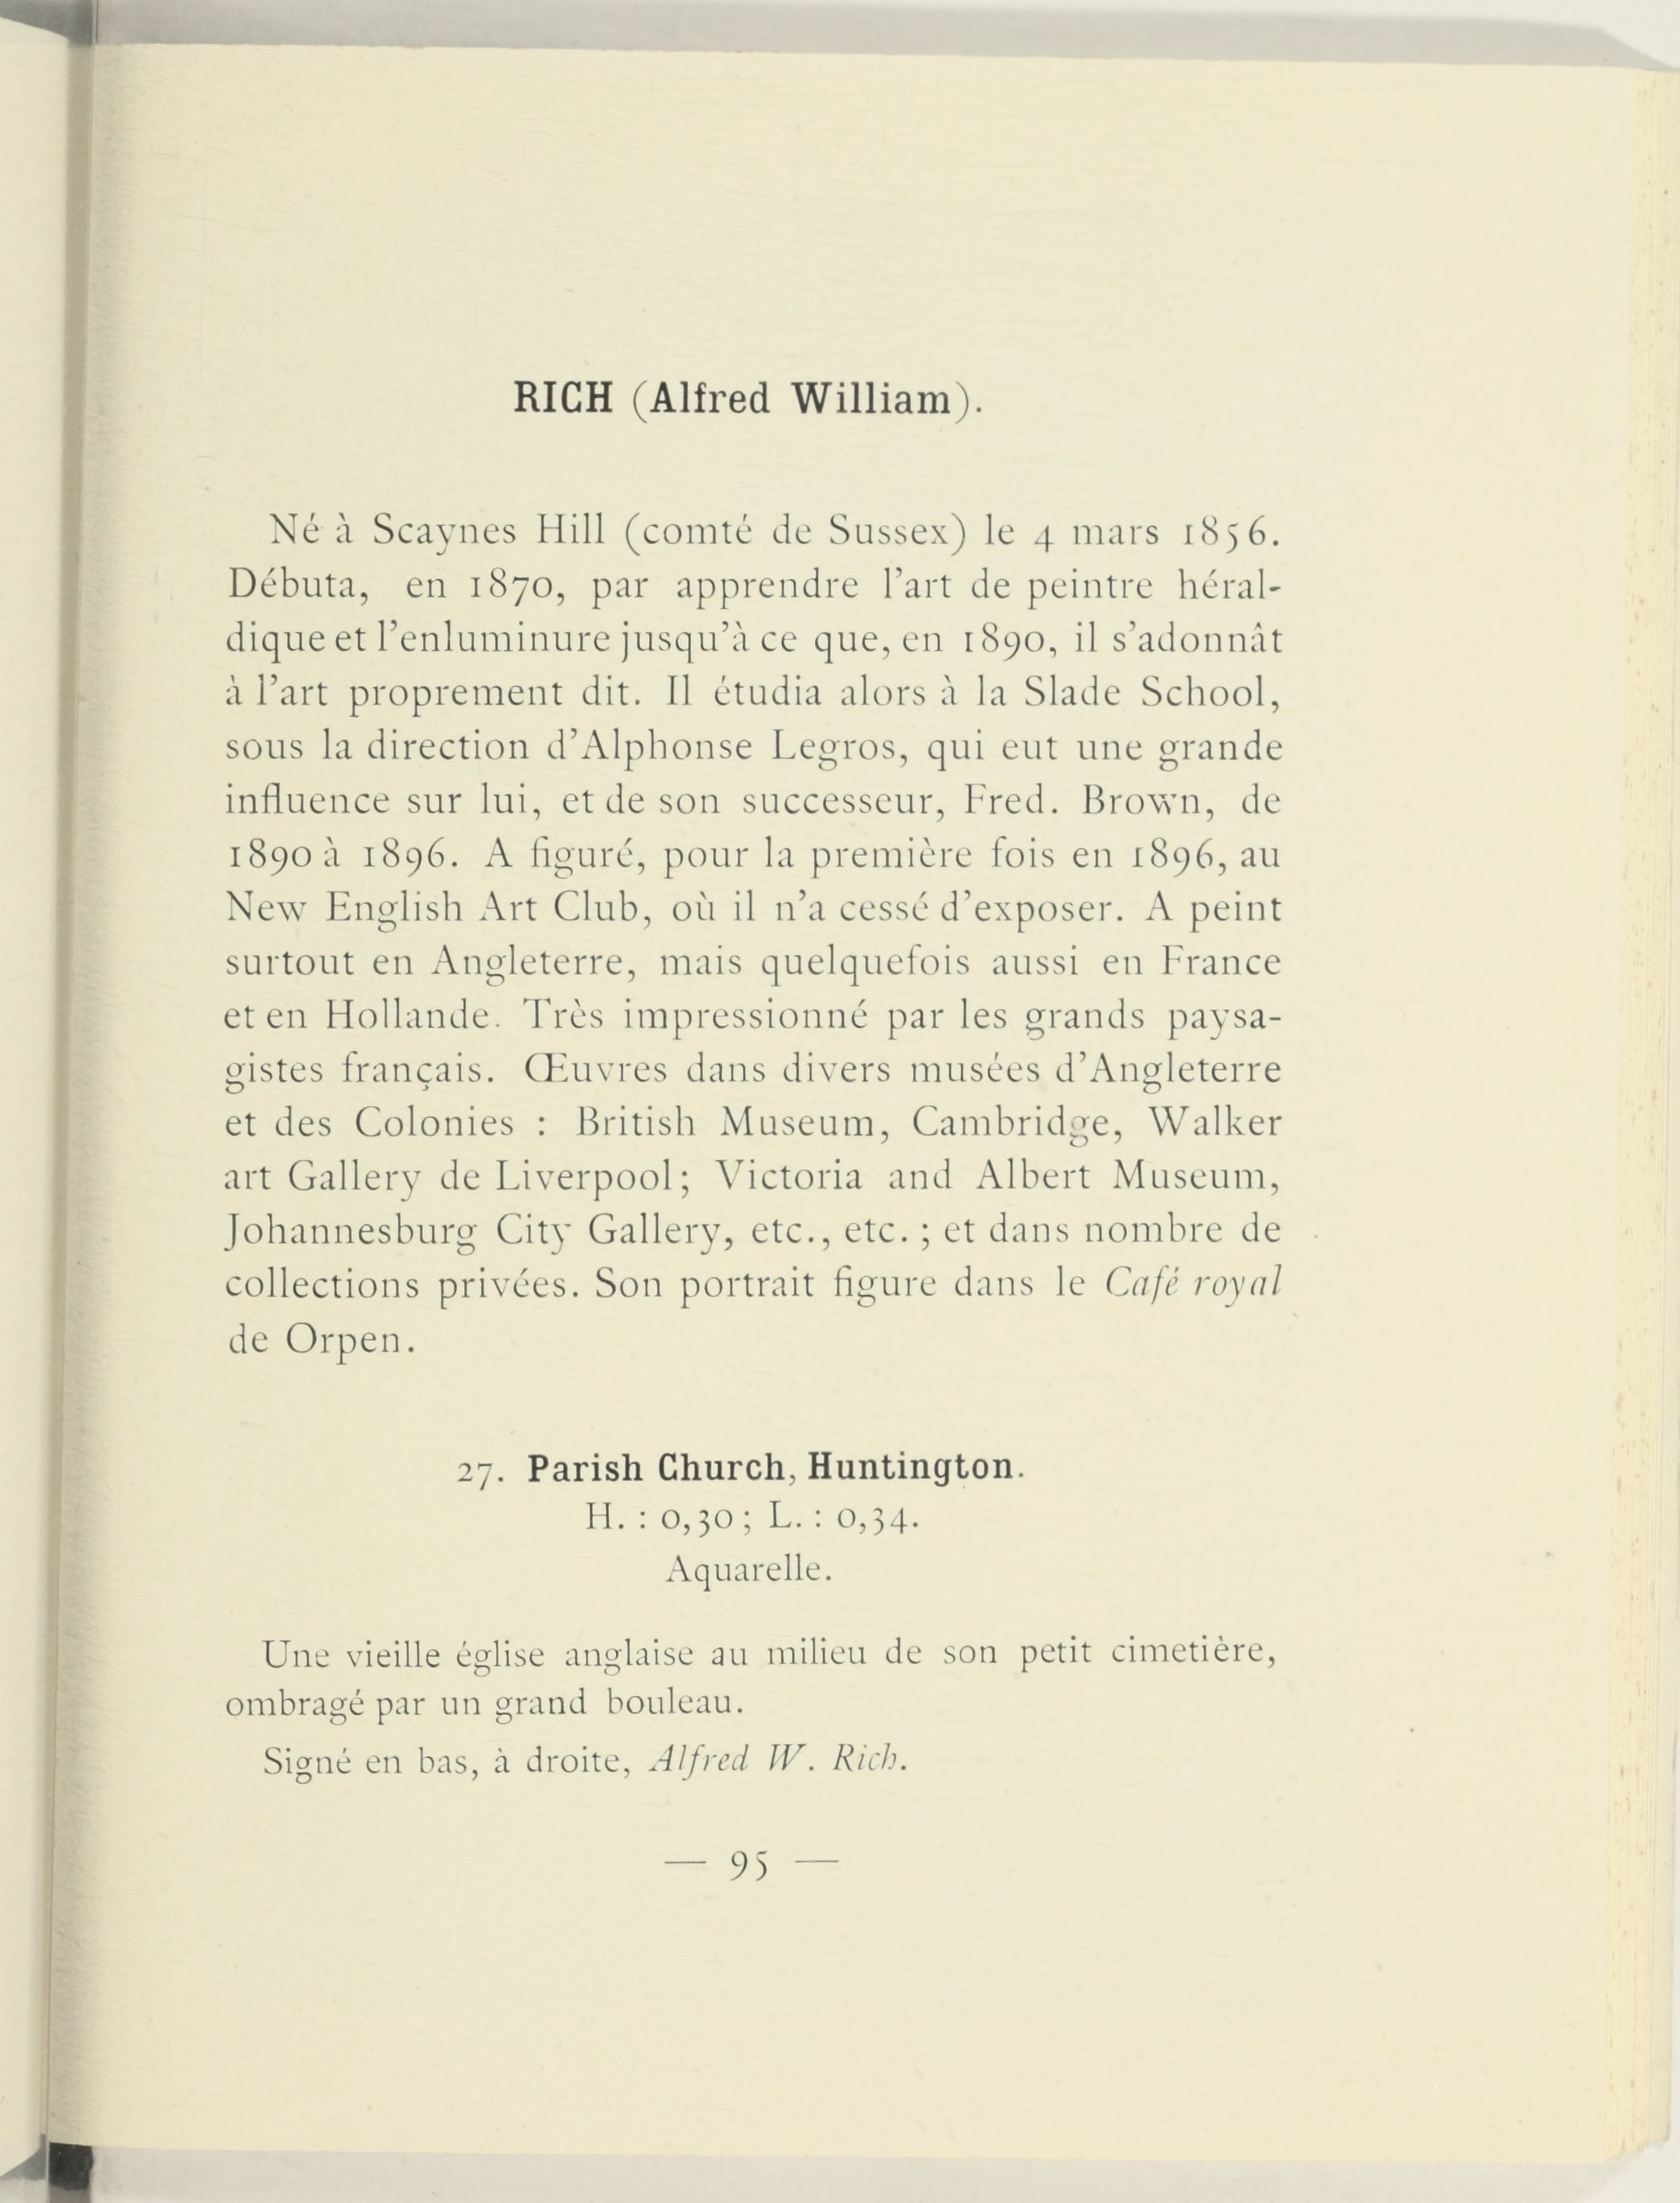 RICH (Alfred William).
Né à Scaynes Hill (comté de Sussex) le 4 mars 1856.
Débuta, en 1870, par apprendre l'art de peintre héral-
dique et l'enluminure jusqu'à ce que, en 1890, il s'adonnât
à l'art proprement dit. Il étudia alors à la Slade School,
sous la direction d'Alphonse Legros, qui eut une grande
influence sur lui, et de son successeur, Fred. Brown, de
1890 à 1896. A figuré, pour la première fois en 1896, au
New English Art Club, où il n'a cessé d'exposer. A peint
surtout en Angleterre, mais quelquefois aussi en France
et en Hollande. Très impressionné par les grands paysa-
gistes français. Œuvres dans divers musées d'Angleterre
et des Colonies : British Museum, Cambridge, Walker
art Gallery de Liverpool; Victoria and Albert Museum,
Johannesburg City Gallery, etc., etc. ; et dans nombre de
collections privées. Son portrait figure dans le Café royal
de Orpen.
27. Parish Church, Huntington.
H. : 0,30 ; L. : 0,34.
Aquarelle.
Une vieille église anglaise au milieu de son petit cimetière,
ombragé par un grand bouleau.
Signé en bas, à droite, Alfred W. Rich.
— 95 —